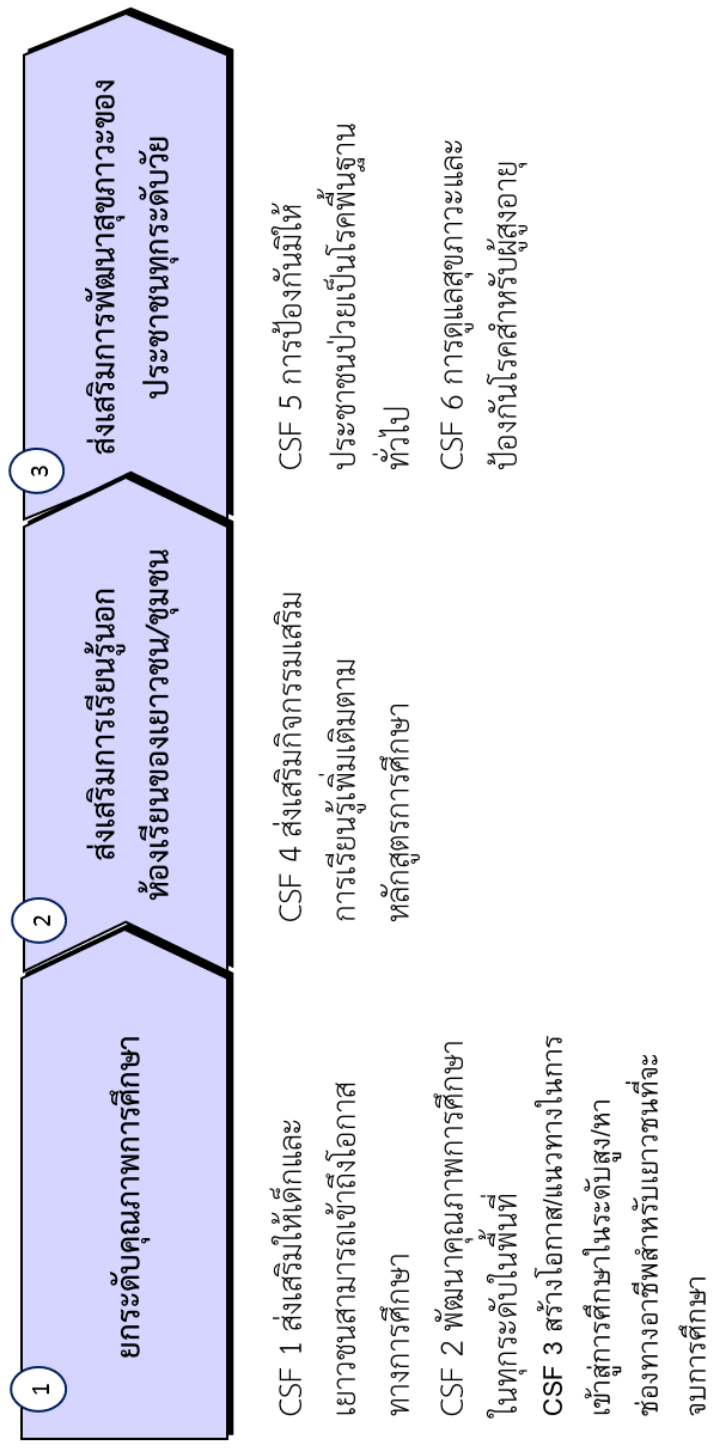 1
ยกระดับคุณภาพการศึกษา
CSF 1 ส่งเสริมให้เด็กและ
เยาวชนสามารถเข้าถึงโอกาส
ทางการศึกษา
CSF 2 พัฒนาคุณภาพการศึกษา
ในทุกระดับในพื้นที่
CSF 3 สร้างโอกาส/แนวทางในการ
เข้าสู่การศึกษาในระดับสูง/หา
ช่องทางอาชีพสำหรับเยาวชนที่จะ
จบการศึกษา
2
ส่งเสริมการเรียนรู้นอก
ห้องเรียนของเยาวชน/ชุมชน
CSF 4 ส่งเสริมกิจกรรมเสริม
การเรียนรู้เพิ่มเติมตาม
หลักสูตรการศึกษา
3
ส่งเสริมการพัฒนาสุขภาวะของ
ประชาชนทุกระดับวัย
CSF 5 การป้องกันมิให้
ประชาชนป่วยเป็นโรคพื้นฐาน
ทั่วไป
CSF 6 การดูแลสุขภาวะและ
ป้องกันโรคสำหรับผู้สูงอายุ